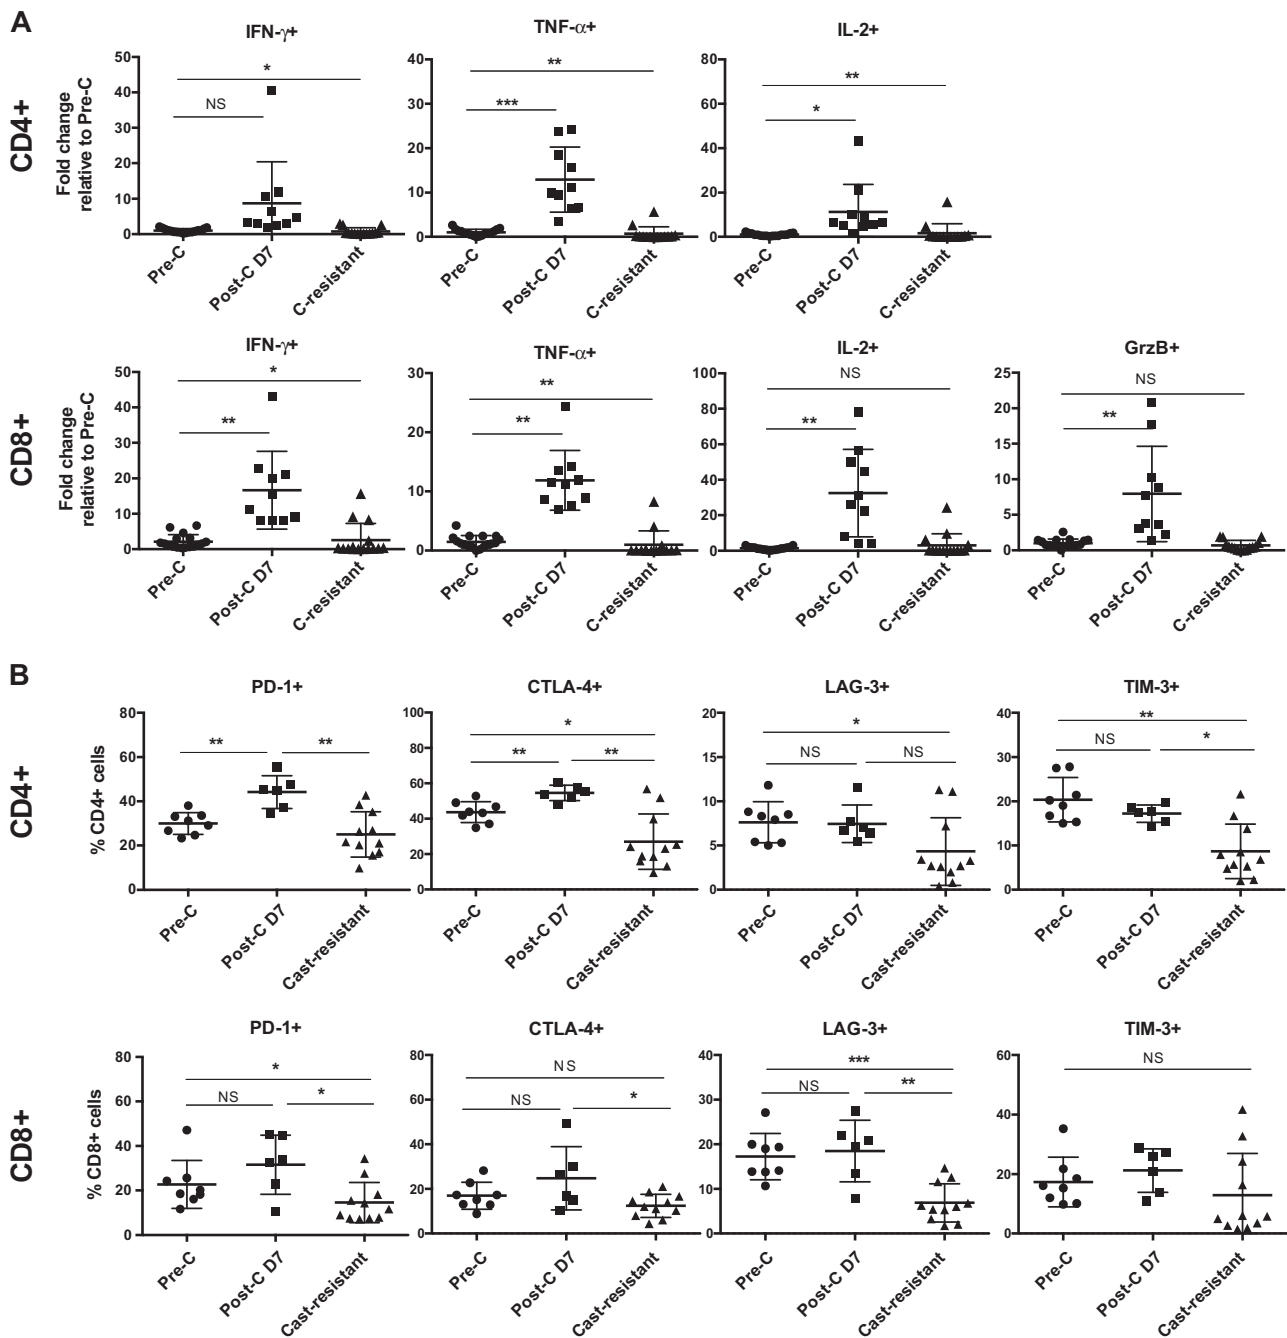 A
CD4+
Fold change
relative to Pre-C
IFN-γ+
50
40
30
20
10
0
*
NS
Pre-C
Post-C D7
C-resistant
TNF-α+
40
30
20
10
0
**
***
Pre-C
Post-C D7
C-resistant
IL-2+
80
60
40
20
0
**
*
Pre-C
Post-C D7
C-resistant
CD8+
Fold change
relative to Pre-C
IFN-γ+
50
40
30
20
10
0
*
**
Pre-C
Post-C D7
C-resistant
TNF-α+
30
20
10
0
**
**
Pre-C
Post-C D7
C-resistant
IL-2+
100
80
60
40
20
0
NS
**
Pre-C
Post-C D7
C-resistant
GrzB+
25
20
15
10
5
0
NS
**
Pre-C
Post-C D7
C-resistant
B
CD4+
% CD4+ cells
PD-1+
80
60
40
20
0
** **
Pre-C
Post-C D7
Cast-resistant
CTLA-4+
100
80
60
40
20
0
*
** **
Pre-C
Post-C D7
Cast-resistant
LAG-3+
20
15
10
5
0
*
NS NS
Pre-C
Post-C D7
Cast-resistant
TIM-3+
40
30
20
10
0
**
NS *
Pre-C
Post-C D7
Cast-resistant
CD8+
% CD8+ cells
PD-1+
80
60
40
20
0
*
NS *
Pre-C
Post-C D7
Cast-resistant
CTLA-4+
80
60
40
20
0
NS
NS *
Pre-C
Post-C D7
Cast-resistant
LAG-3+
40
30
20
10
0
***
NS **
Pre-C
Post-C D7
Cast-resistant
TIM-3+
60
40
20
0
NS
Pre-C
Post-C D7
Cast-resistant